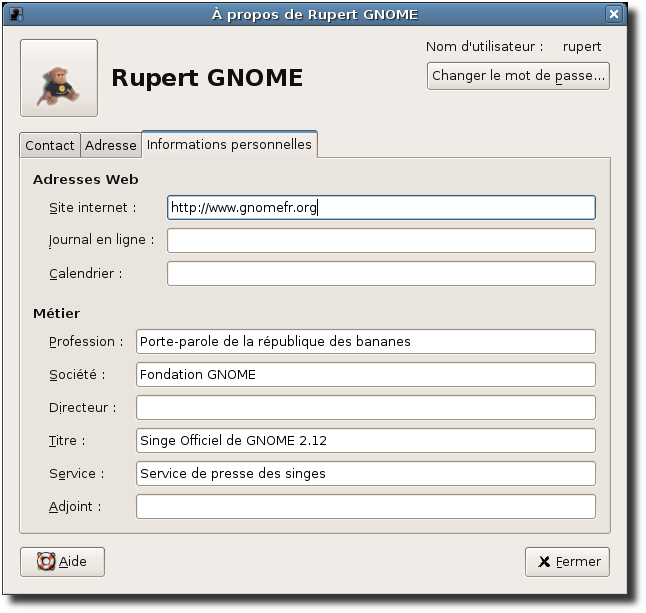 À propos de Rupert GNOME
Nom d'utilisateur : rupert
Rupert GNOME
Changer le mot de passe...
Contact Adresse Informations personnelles
Adresses Web
Site internet : http://www.gnomefr.org
Journal en ligne :
Calendrier :
Métier
Profession : Porte-parole de la république des bananes
Société : Fondation GNOME
Directeur :
Titre : Singe Officiel de GNOME 2.12
Service : Service de presse des singes
Adjoint :
Aide Fermer